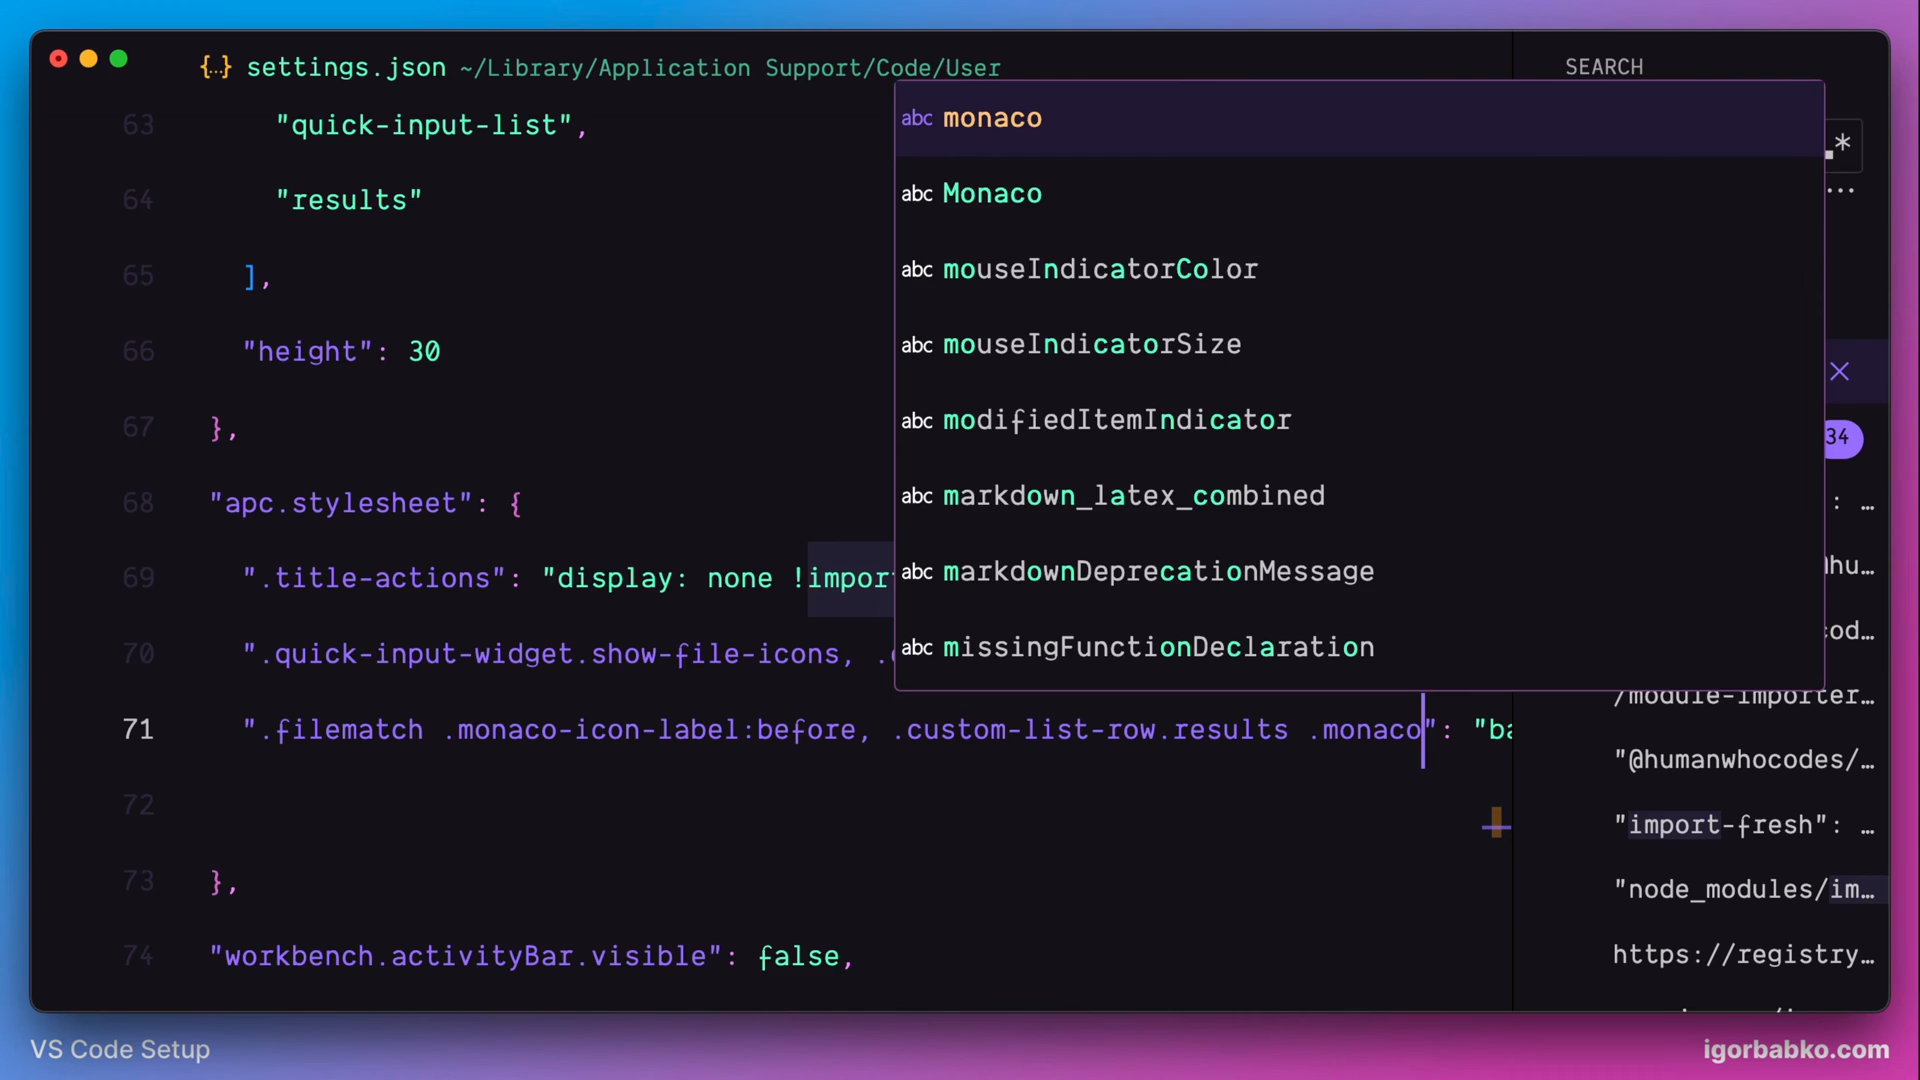 {...} settings.json ~/Library/Application Support/Code/User
63 "quick-input-list",
64 "results"
65 ],
66 "height": 30
67 },
68 "apc.stylesheet": {
69 ".title-actions": "display: none !impor
70 ".quick-input-widget.show-file-icons, .
71 ".filematch .monaco-icon-label:before, .custom-list-row.results .monaco": "ba
72
73 },
74 "workbench.activityBar.visible": false,
abc monaco
abc Monaco
abc mouseIndicatorColor
abc mouseIndicatorSize
abc modifiedItemIndicator
abc markdown_latex_combined
abc markdownDeprecationMessage
abc missingFunctionDeclaration
SEARCH
.*
...
34
: …
hu…
od…
/module-importer…
"@humanwhocodes/…
"import-fresh": …
"node_modules/im…
https://registry…
VS Code Setup
igorbabko.com